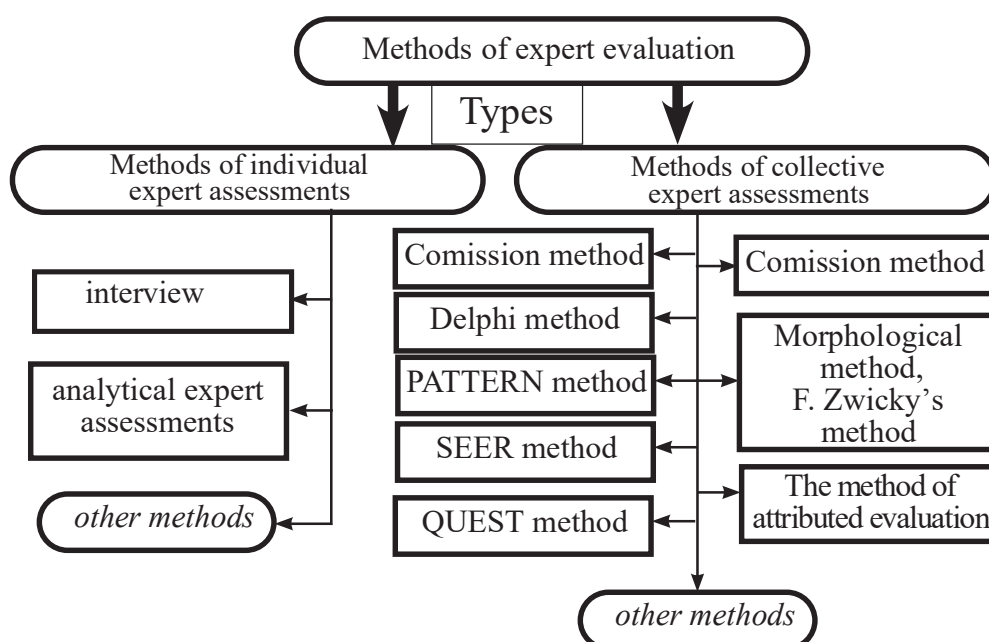 Methods of expert evaluation
Types
Methods of individual
expert assessments
interview
analytical expert
assessments
other methods
Methods of collective
expert assessments
Comission method
Delphi method
PATTERN method
SEER method
QUEST method
Comission method
Morphological
method,
F. Zwicky’s
method
The method of
attributed evaluation
other methods